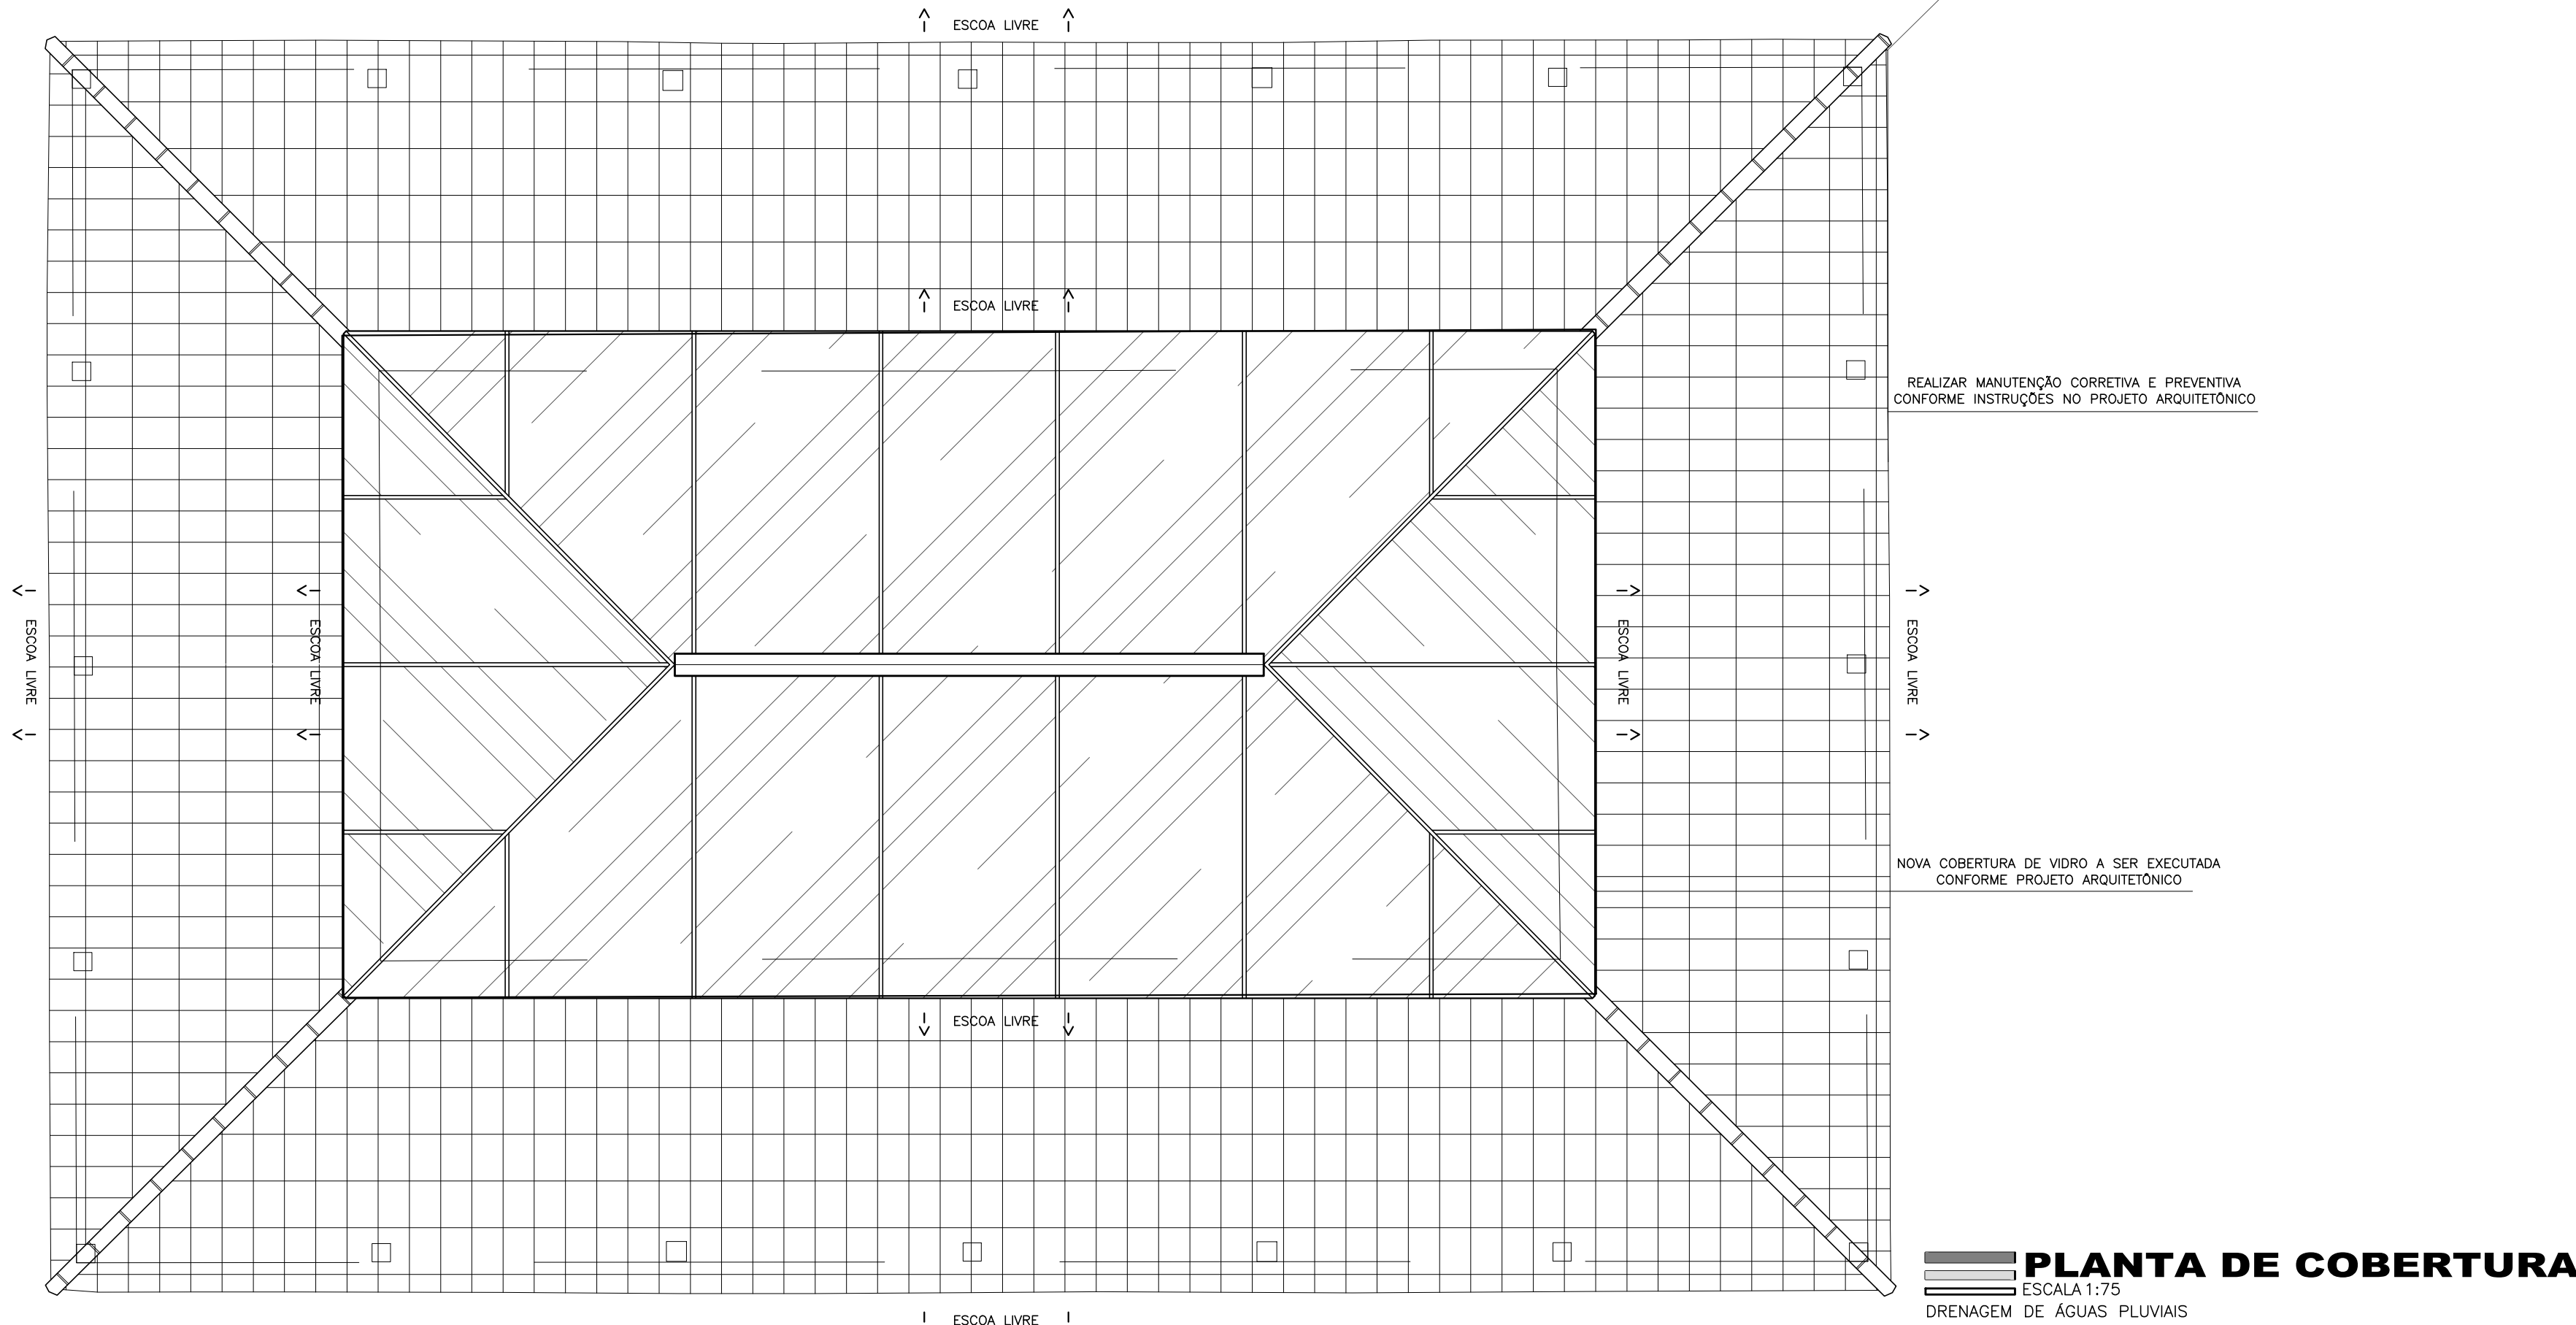 ESCOA LIVRE
ESCOA LIVRE
REALIZAR MANUTENÇÃO CORRETIVA E PREVENTIVA
CONFORME INSTRUÇÕES NO PROJETO ARQUITETÔNICO
ESCOA LIVRE
ESCOA LIVRE
ESCOA LIVRE
ESCOA LIVRE
NOVA COBERTURA DE VIDRO A SER EXECUTADA
CONFORME PROJETO ARQUITETÔNICO
ESCOA LIVRE
ESCOA LIVRE
PLANTA DE COBERTURA
ESCALA 1:75
DRENAGEM DE ÁGUAS PLUVIAIS